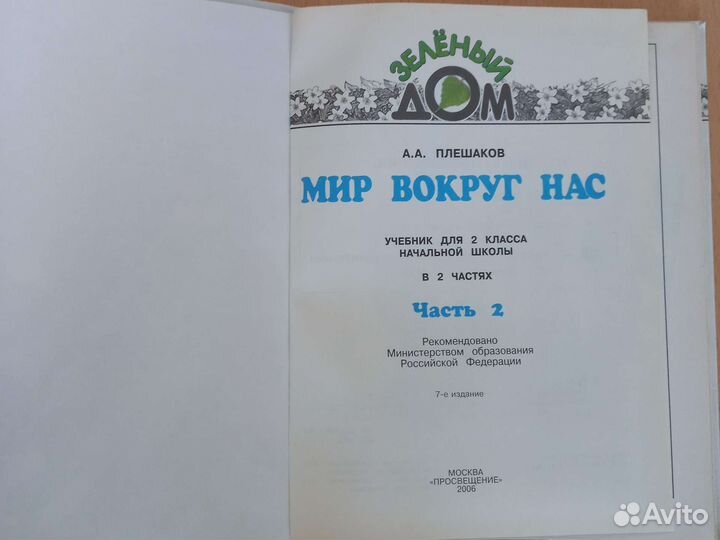 ЗЕЛЁНЫЙ
ДОМ
А.А. ПЛЕШАКОВ
МИР ВОКРУГ НАС
УЧЕБНИК ДЛЯ 2 КЛАССА
НАЧАЛЬНОЙ ШКОЛЫ
В 2 ЧАСТЯХ
Часть 2
Рекомендовано
Министерством образования
Российской Федерации
7-е издание
МОСКВА
«ПРОСВЕЩЕНИЕ»
2006
Avito